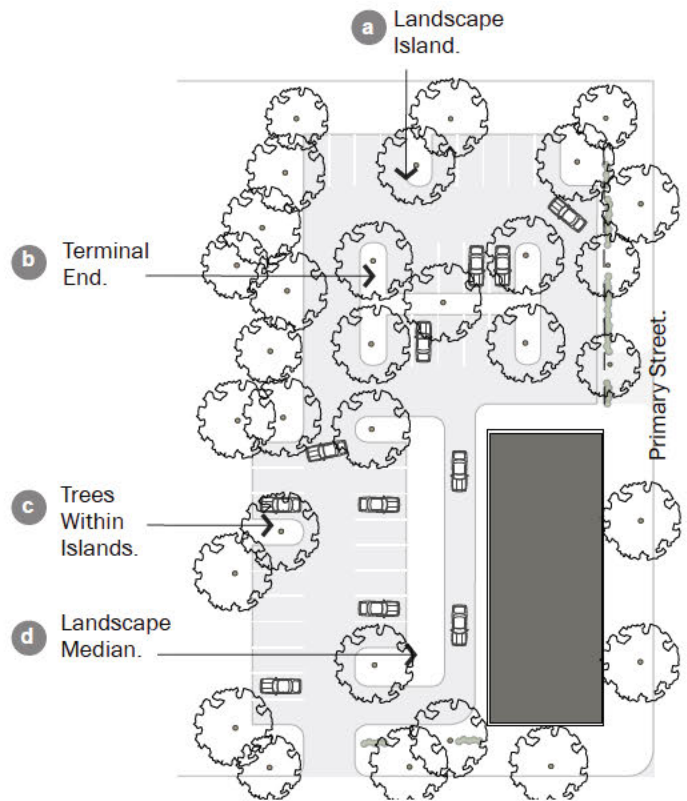 a
Landscape
Island.
b
Terminal
End.
Primary Street.
c
Trees
Within
Islands.
d
Landscape
Median.